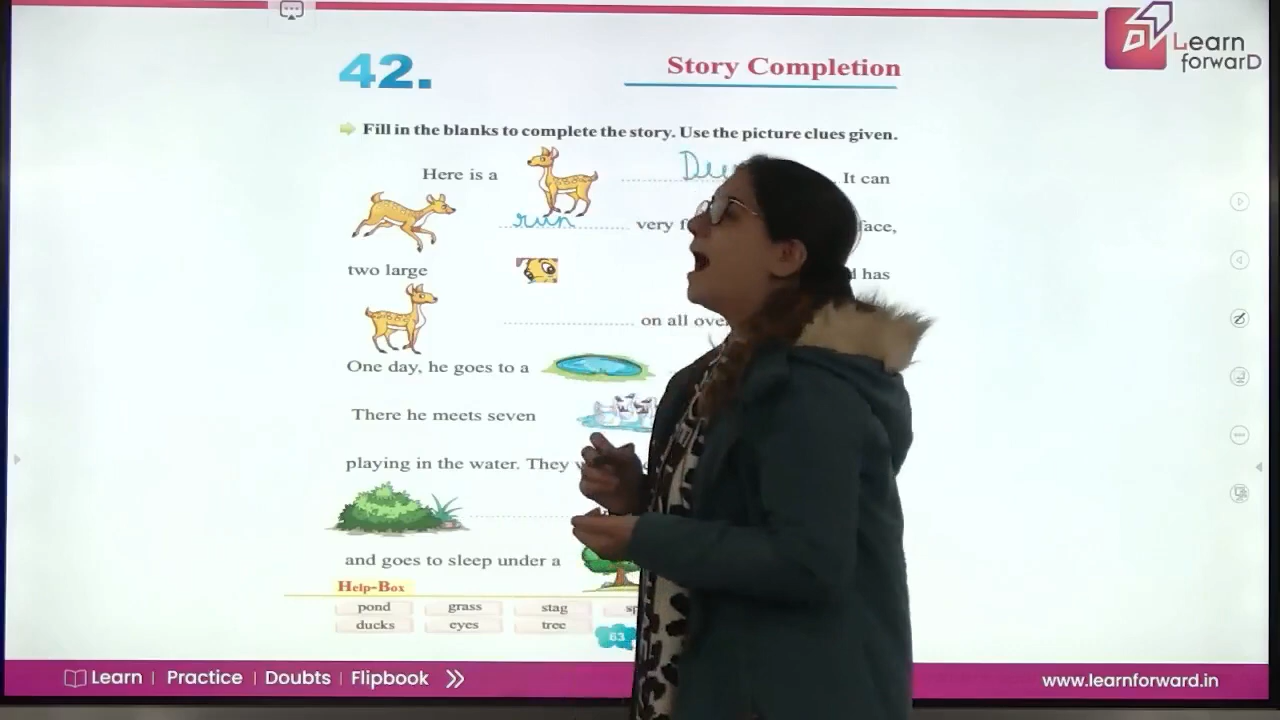 Learn
forwarD
42.
Story Completion
Fill in the blanks to complete the story. Use the picture clues given.
Here is a It can
run very face,
two large has
on all over
One day, he goes to a
There he meets seven
playing in the water. They
and goes to sleep under a
Help-Box
pond grass stag
ducks eyes tree
63
Learn | Practice | Doubts | Flipbook
www.learnforward.in